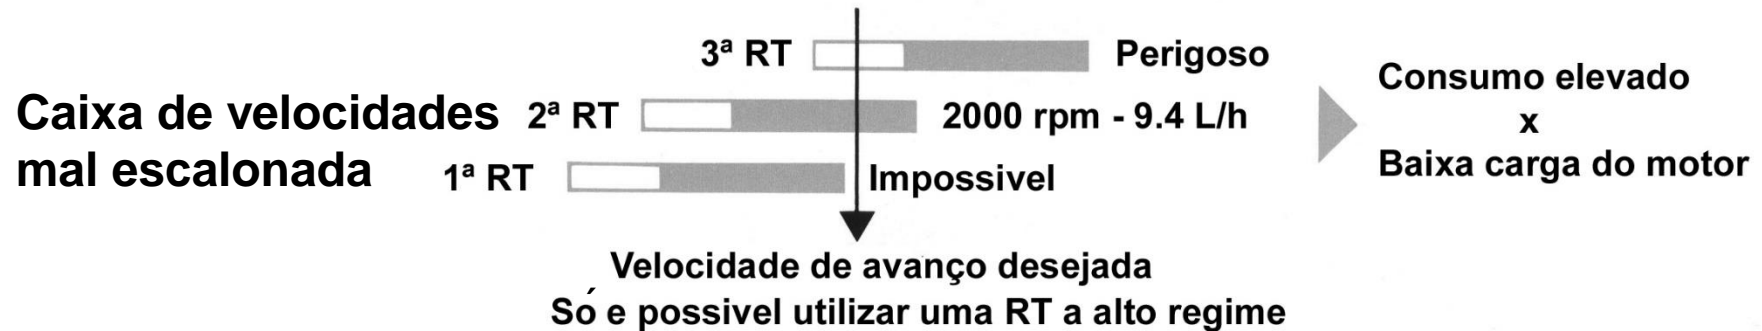 3ª RT
Perigoso
Caixa de velocidades
mal escalonada
2ª RT
2000 rpm - 9.4 L/h
1ª RT
Impossivel
Consumo elevado
x
Baixa carga do motor
Velocidade de avanço desejada
Só e possivel utilizar uma RT a alto regime